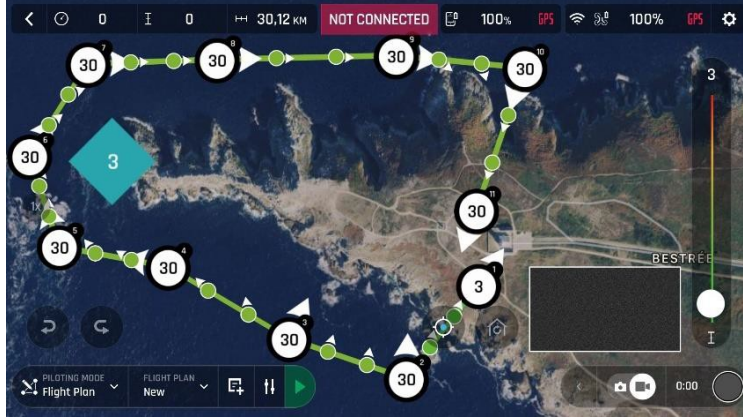 0 0 30,12 KM NOT CONNECTED 100% GPS 100% GPS
7 8 9 10
30 30 30 30
3
6
30
3
1x
11
30
BESTRÉE
5 4
30 30
1
3
3
30
2
30
PILOTING MODE
Flight Plan
FLIGHT PLAN
New
0:00